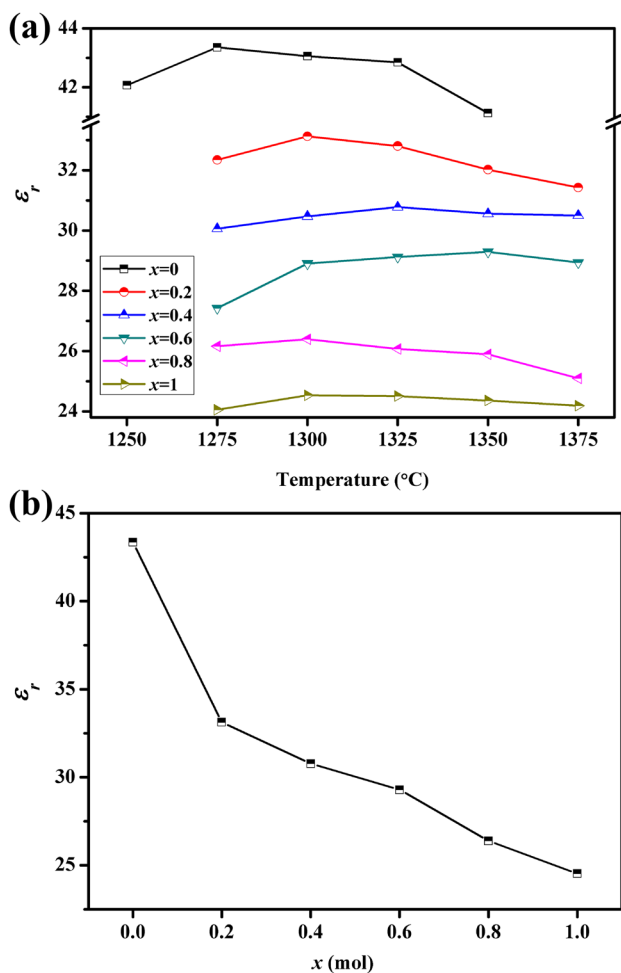 (a)
44
42
32
30
28
26
24
εr
x=0
x=0.2
x=0.4
x=0.6
x=0.8
x=1
1250 1275 1300 1325 1350 1375
Temperature (°C)
(b)
45
40
35
30
25
εr
0.0 0.2 0.4 0.6 0.8 1.0
x (mol)